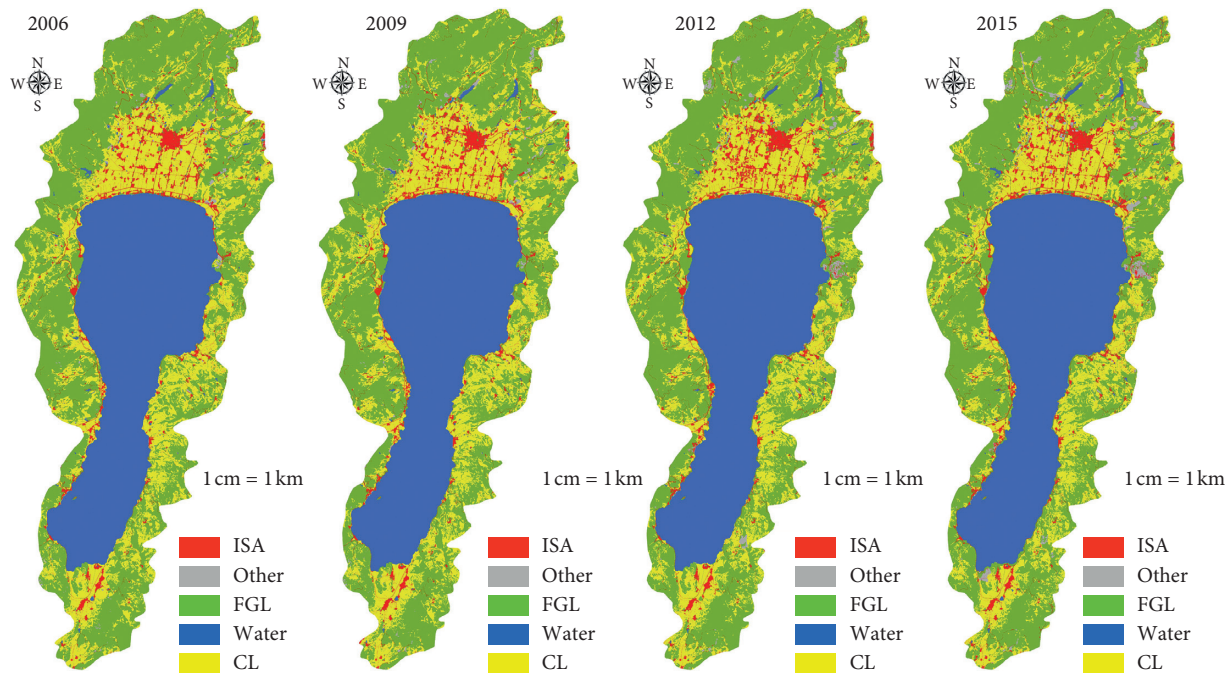 2006
N
W E
S
1 cm = 1 km
ISA
Other
FGL
Water
CL
2009
N
W E
S
1 cm = 1 km
ISA
Other
FGL
Water
CL
2012
N
W E
S
1 cm = 1 km
ISA
Other
FGL
Water
CL
2015
N
W E
S
1 cm = 1 km
ISA
Other
FGL
Water
CL